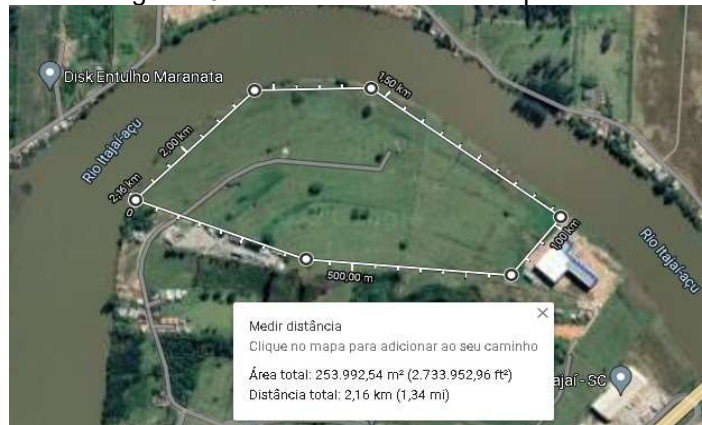 Disk Entulho Maranata
1,50 km
Rio Itajaí-açu
2,00 km
2,16 km
0
1,00 km
Rio Itajaí-açu
500,00 m
Medir distância
Clique no mapa para adicionar ao seu caminho
Área total: 253.992,54 m² (2.733.952,96 ft²)
Distância total: 2,16 km (1,34 mi)
ajaí - SC